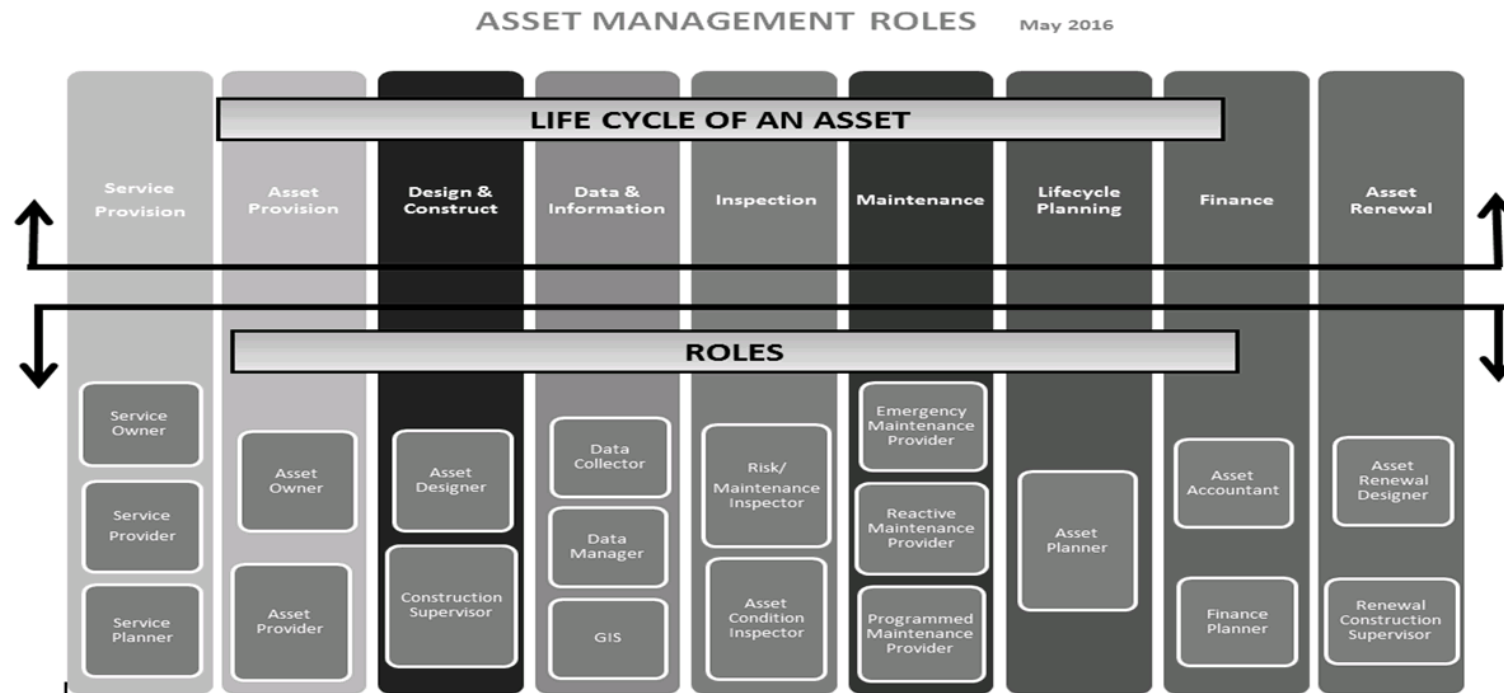 ASSET MANAGEMENT ROLES May 2016
LIFE CYCLE OF AN ASSET
Service
Provision
Asset
Provision
Design &
Construct
Data &
Information
Inspection
Maintenance
Lifecycle
Planning
Finance
Asset
Renewal
ROLES
Service
Owner
Service
Provider
Service
Planner
Asset
Owner
Asset
Provider
Asset
Designer
Construction
Supervisor
Data
Collector
Data
Manager
GIS
Risk/
Maintenance
Inspector
Asset
Condition
Inspector
Emergency
Maintenance
Provider
Reactive
Maintenance
Provider
Programmed
Maintenance
Provider
Asset
Planner
Asset
Accountant
Finance
Planner
Asset
Renewal
Designer
Renewal
Construction
Supervisor